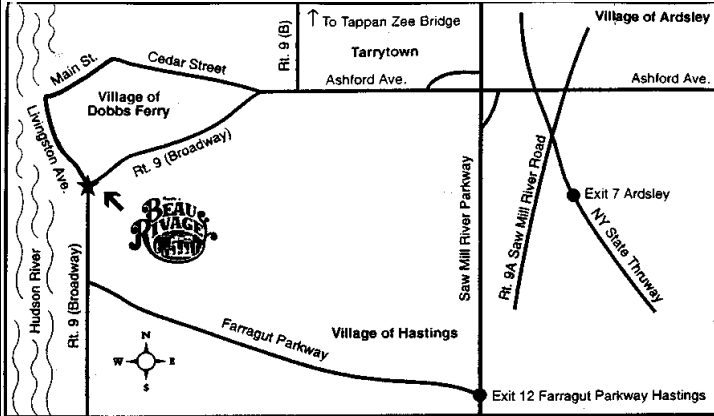 ↑ To Tappan Zee Bridge
Village of Ardsley
Rt. 9 (B)
Tarrytown
Cedar Street
Main St.
Ashford Ave.
Ashford Ave.
Village of
Dobbs Ferry
Livingston Ave.
Rt. 9 (Broadway)
BEAU
RIVAGE
Saw Mill River Parkway
Rt. 9A Saw Mill River Road
Exit 7 Ardsley
NY State Thruway
Hudson River
Rt. 9 (Broadway)
Farragut Parkway
Village of Hastings
N
W E
S
Exit 12 Farragut Parkway Hastings